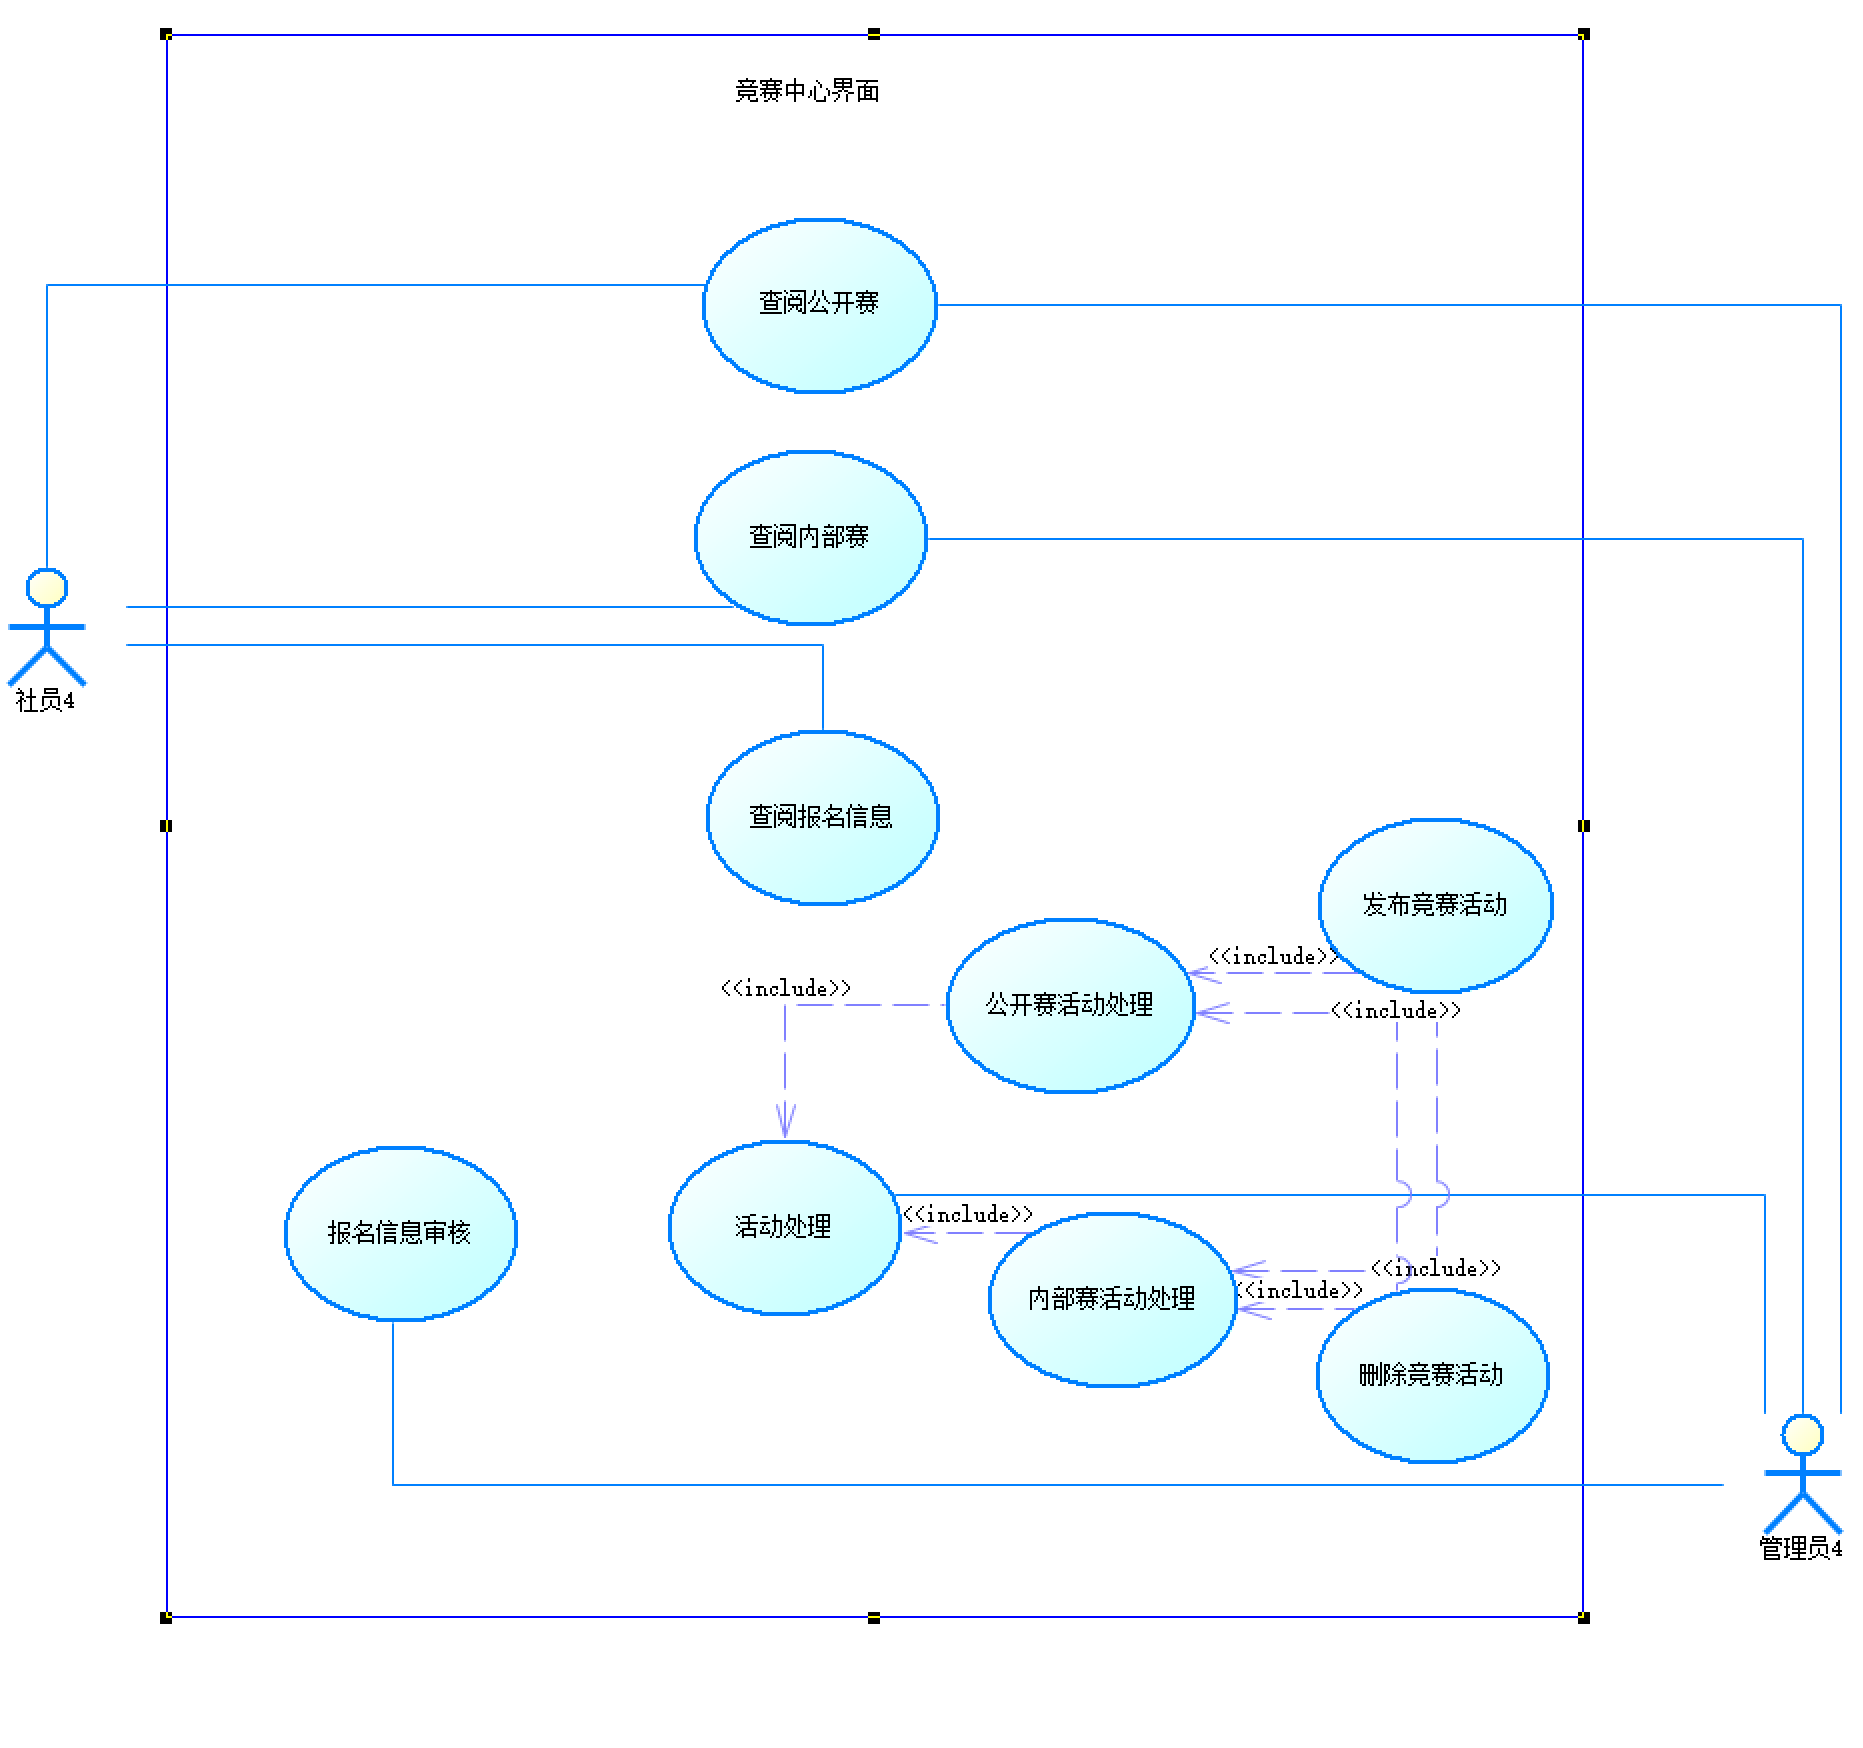 竞赛中心界面
查阅公开赛
查阅内部赛
社员4
查阅报名信息
发布竞赛活动
<<include>>
<<include>>
公开赛活动处理
<<include>>
<<include>>
活动处理
报名信息审核
<<include>>
<<include>>
内部赛活动处理
删除竞赛活动
管理员4